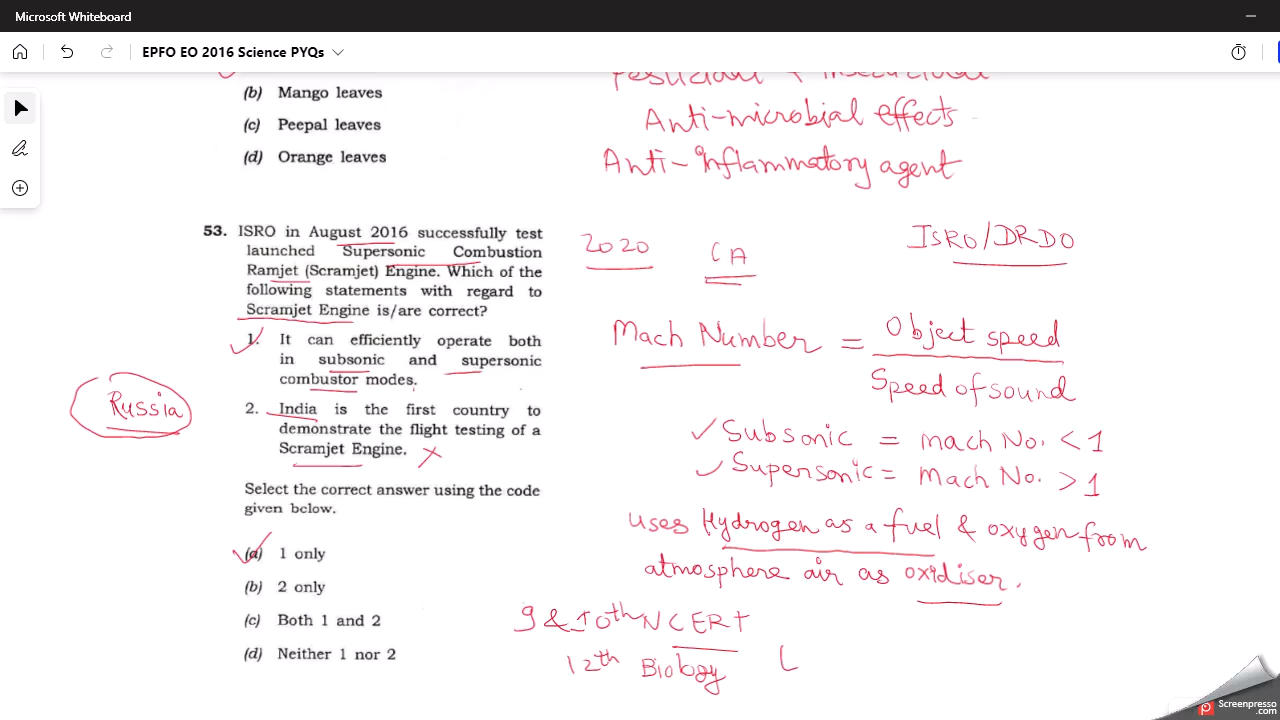 Microsoft Whiteboard
EPFO EO 2016 Science PYQs
(b) Mango leaves
(c) Peepal leaves
(d) Orange leaves
Anti-microbial effects
Anti-inflammatory agent
53. ISRO in August 2016 successfully test
launched Supersonic Combustion
Ramjet (Scramjet) Engine. Which of the
following statements with regard to
Scramjet Engine is/are correct?
1. It can efficiently operate both
in subsonic and supersonic
combustor modes.
2. India is the first country to
demonstrate the flight testing of a
Scramjet Engine.
Select the correct answer using the code
given below.
(a) 1 only
(b) 2 only
(c) Both 1 and 2
(d) Neither 1 nor 2
Russia
2020 CA ISRO/DRDO
Mach Number = Object speed
Speed of sound
Subsonic = mach No. < 1
Supersonic = Mach No. > 1
uses Hydrogen as a fuel & oxygen from
atmosphere air as oxidiser.
9 & 10th NCERT
12th Biology
Screenpresso
.com